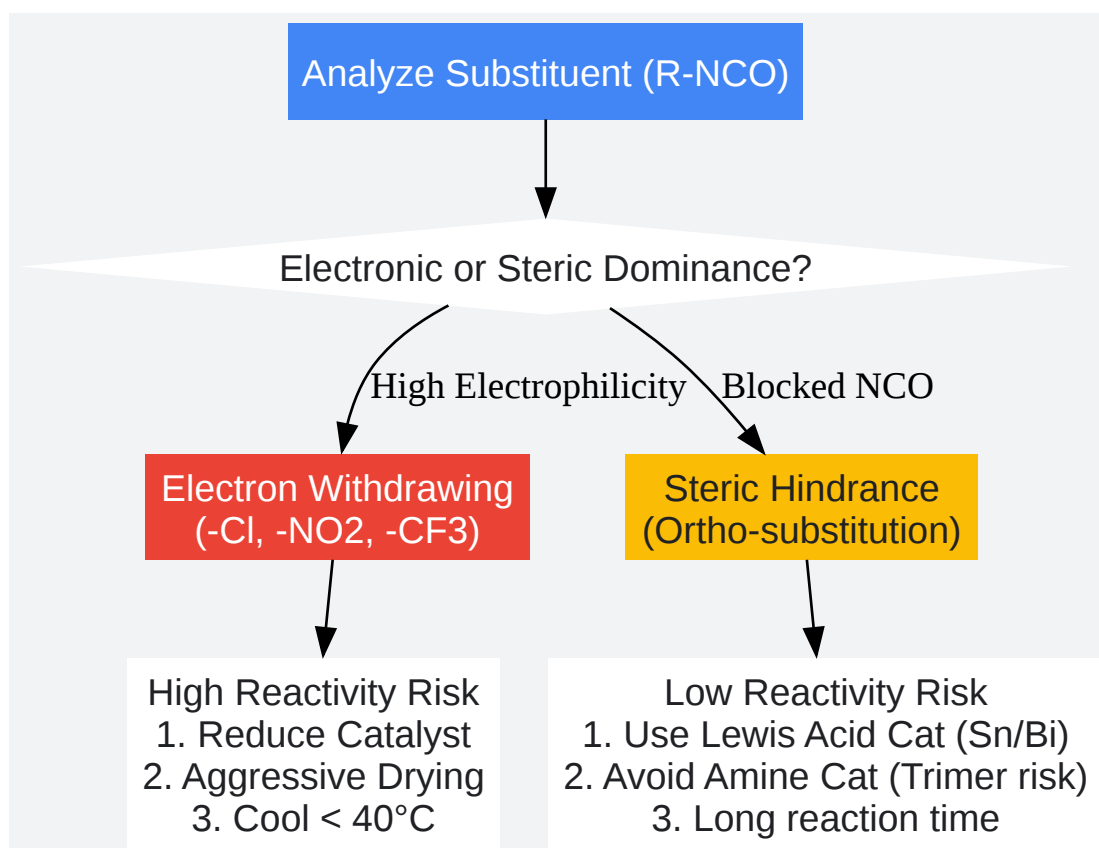 Analyze Substituent (R-NCO)
Electronic or Steric Dominance?
High Electrophilicity
Blocked NCO
Electron Withdrawing
(-Cl, -NO2, -CF3)
Steric Hindrance
(Ortho-substitution)
High Reactivity Risk
1. Reduce Catalyst
2. Aggressive Drying
3. Cool < 40°C
Low Reactivity Risk
1. Use Lewis Acid Cat (Sn/Bi)
2. Avoid Amine Cat (Trimer risk)
3. Long reaction time